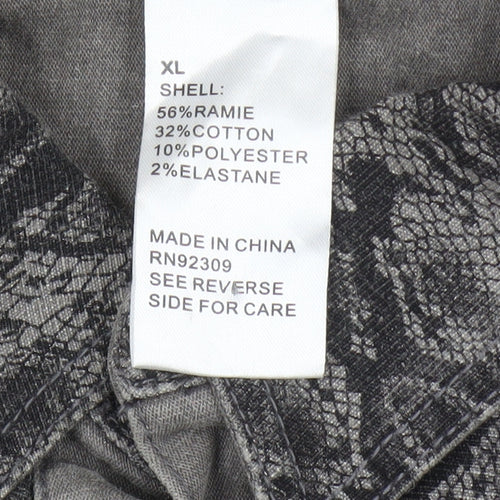 XL
SHELL:
56%RAMIE
32%COTTON
10%POLYESTER
2%ELASTANE
MADE IN CHINA
RN92309
SEE REVERSE
SIDE FOR CARE